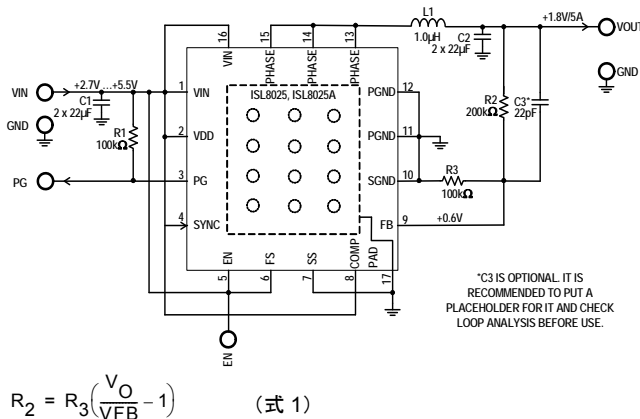 L1
1.0µH
+1.8V/5A
VOUT
C2
2 x 22µF
GND
16
15
14
13
VIN
PHASE
PHASE
PHASE
VIN
+2.7V …+5.5V
C1
2 x 22µF
GND
R1
100kΩ
PG
1
VIN
2
VDD
3
PG
4
SYNC
ISL8025, ISL8025A
PGND
12
PGND
11
SGND
10
FB
9
R2
200kΩ
C3*
22pF
R3
100kΩ
+0.6V
EN
FS
SS
COMP
PAD
5
6
7
8
17
EN
*C3 IS OPTIONAL. IT IS
RECOMMENDED TO PUT A
PLACEHOLDER FOR IT AND CHECK
LOOP ANALYSIS BEFORE USE.
R2 = R3(VO/VFB – 1) (式 1)